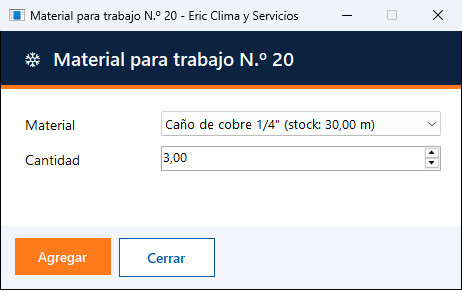 Material para trabajo N.º 20 - Eric Clima y Servicios
Material para trabajo N.º 20
Material
Caño de cobre 1/4" (stock: 30,00 m)
Cantidad
3,00
Agregar
Cerrar